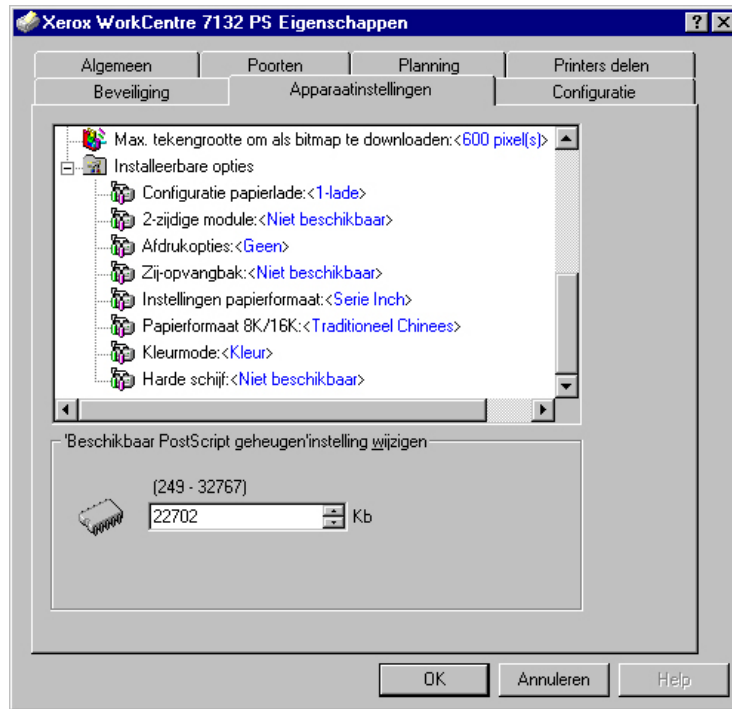 Xerox WorkCentre 7132 PS Eigenschappen
Algemeen Poorten Planning Printers delen
Beveiliging Apparaatinstellingen Configuratie
Max. tekengrootte om als bitmap te downloaden:<600 pixel(s)>
Installeerbare opties
Configuratie papierlade:<1-lade>
2-zijdige module:<Niet beschikbaar>
Afdrukopties:<Geen>
Zij-opvangbak:<Niet beschikbaar>
Instellingen papierformaat:<Serie Inch>
Papierformaat 8K/16K:<Traditioneel Chinees>
Kleurmode:<Kleur>
Harde schijf:<Niet beschikbaar>
'Beschikbaar PostScript geheugen'instelling wijzigen
(249 - 32767)
22702 Kb
OK Annuleren Help